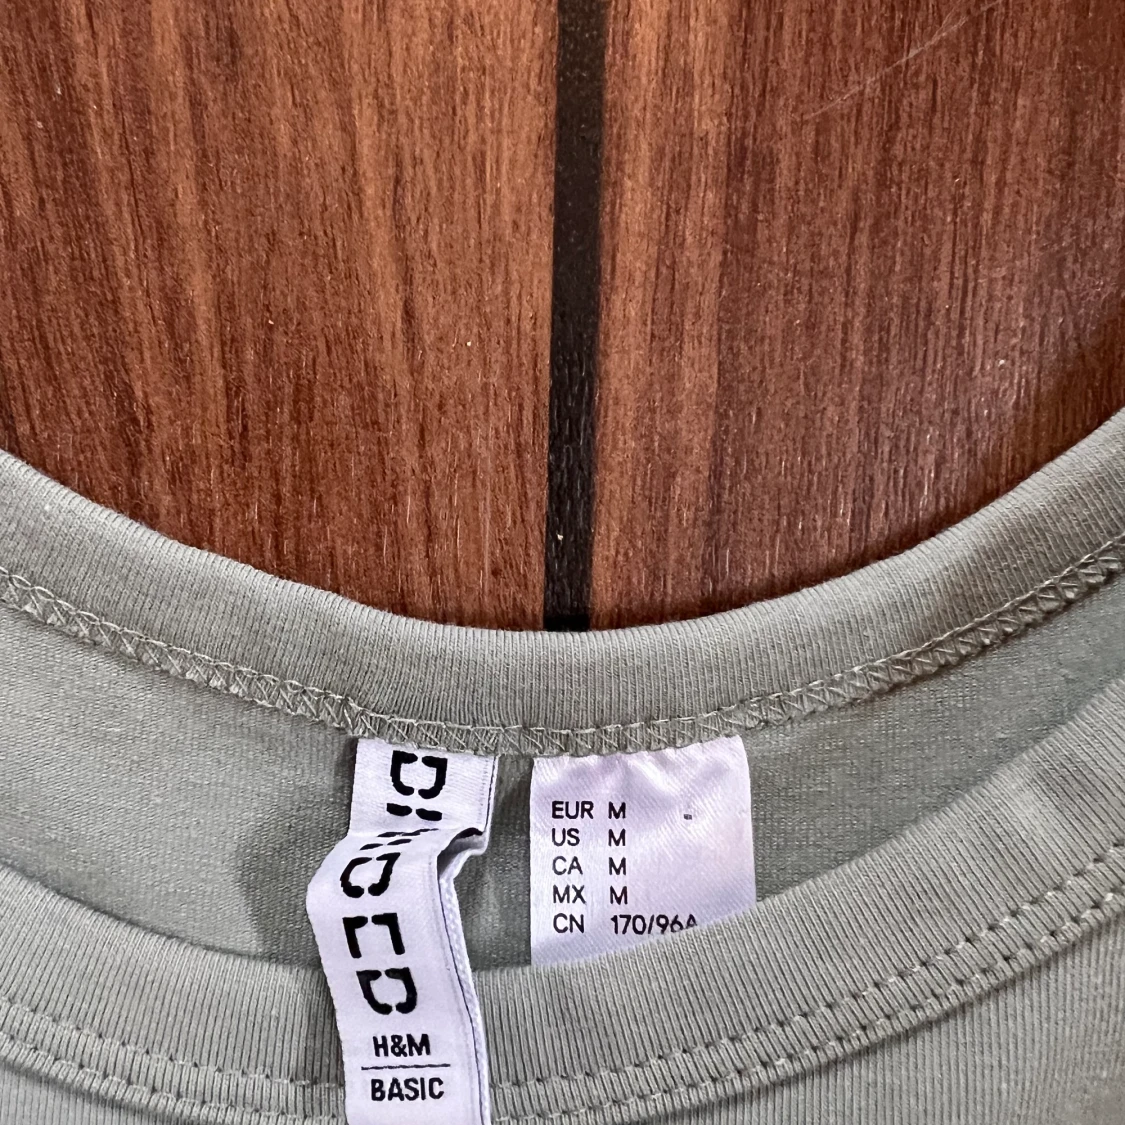 H&M
BASIC
EUR M
US M
CA M
MX M
CN 170/96A